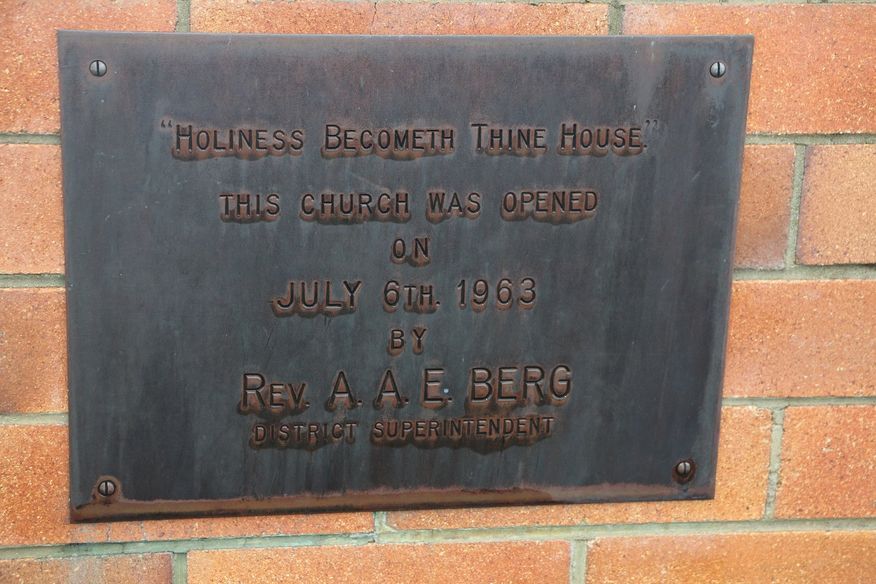 "Holiness Becometh Thine House."
THIS CHURCH WAS OPENED
ON
JULY 6TH. 1963
BY
REV. A. A. E. BERG
DISTRICT SUPERINTENDENT